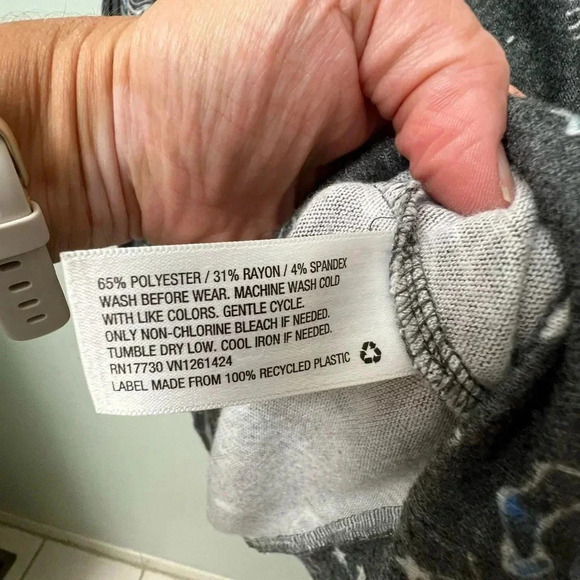 65% POLYESTER / 31% RAYON / 4% SPANDEX
WASH BEFORE WEAR. MACHINE WASH COLD
WITH LIKE COLORS. GENTLE CYCLE.
ONLY NON-CHLORINE BLEACH IF NEEDED.
TUMBLE DRY LOW. COOL IRON IF NEEDED.
RN17730 VN1261424
LABEL MADE FROM 100% RECYCLED PLASTIC